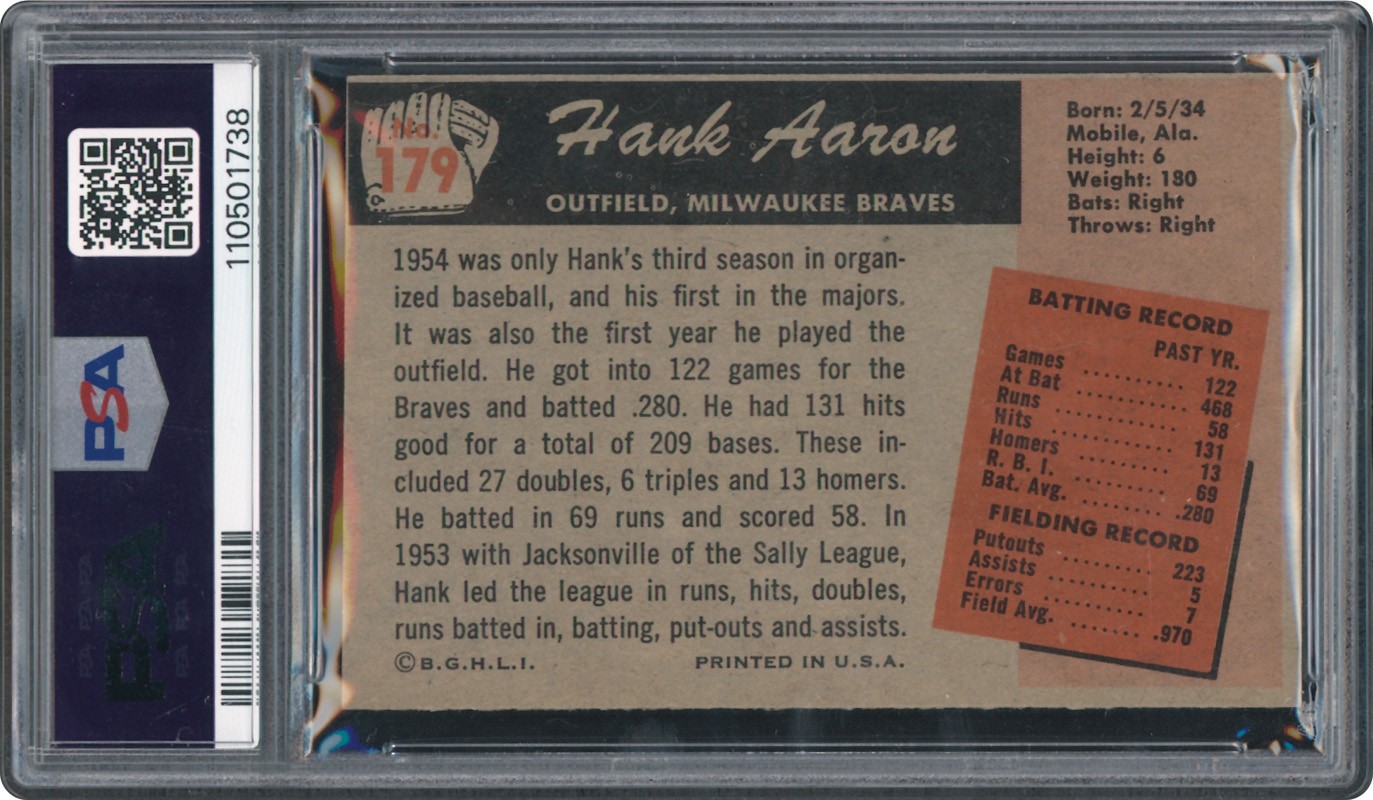 110501738
PSA
PSA
No.
179
Hank Aaron
OUTFIELD, MILWAUKEE BRAVES
Born: 2/5/34
Mobile, Ala.
Height: 6
Weight: 180
Bats: Right
Throws: Right
1954 was only Hank's third season in organ-
ized baseball, and his first in the majors.
It was also the first year he played the
outfield. He got into 122 games for the
Braves and batted .280. He had 131 hits
good for a total of 209 bases. These in-
cluded 27 doubles, 6 triples and 13 homers.
He batted in 69 runs and scored 58. In
1953 with Jacksonville of the Sally League,
Hank led the league in runs, hits, doubles,
runs batted in, batting, put-outs and assists.
©B.G.H.L.I. PRINTED IN U.S.A.
BATTING RECORD
PAST YR.
Games .......... 122
At Bat .......... 468
Runs .......... 58
Hits .......... 131
Homers .......... 13
R. B. I. .......... 69
Bat. Avg. .......... .280
FIELDING RECORD
Putouts .......... 223
Assists .......... 5
Errors .......... 7
Field Avg. ....... .970